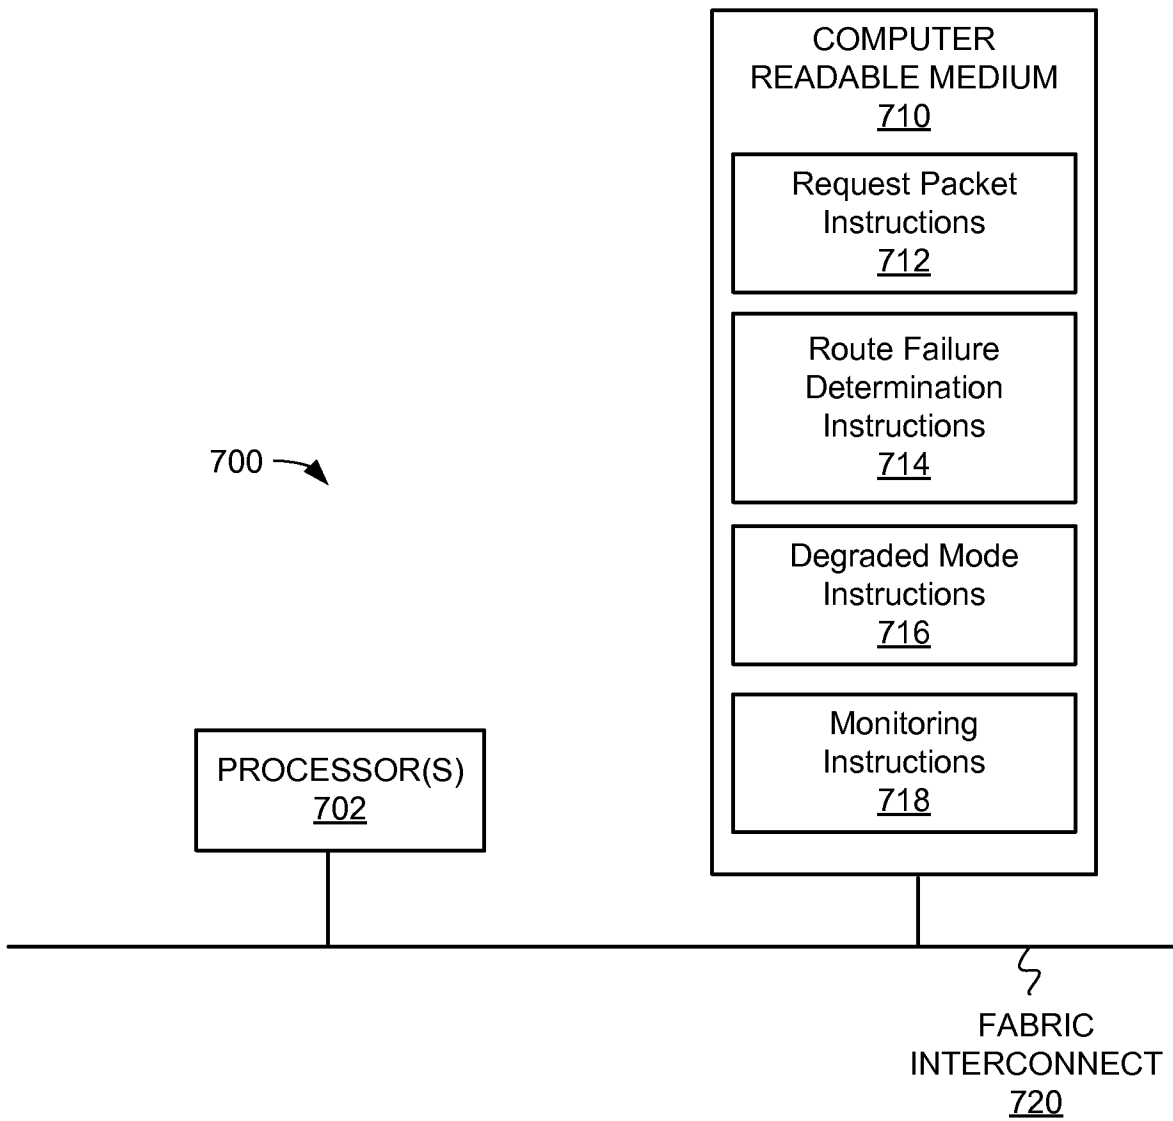 COMPUTER
READABLE MEDIUM
710
Request Packet
Instructions
712
Route Failure
Determination
Instructions
714
700
Degraded Mode
Instructions
716
Monitoring
Instructions
718
PROCESSOR(S)
702
FABRIC
INTERCONNECT
720